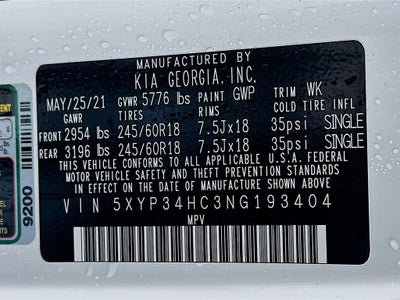 MANUFACTURED BY
KIA GEORGIA, INC.
MAY/25/21 GVWR 5776 lbs PAINT GWP TRIM WK
GAWR TIRES RIMS COLD TIRE INFL
FRONT 2954 lbs 245/60R18 7.5Jx18 35psi SINGLE
REAR 3196 lbs 245/60R18 7.5Jx18 35psi SINGLE
THIS VEHICLE CONFORMS TO ALL APPLICABLE U.S.A. FEDERAL
MOTOR VEHICLE SAFETY AND THEFT PREVENTION STANDARDS
IN EFFECT ON THE DATE OF MANUFACTURE SHOWN ABOVE.
VIN 5XYP34HC3NG193404
MPV
9200